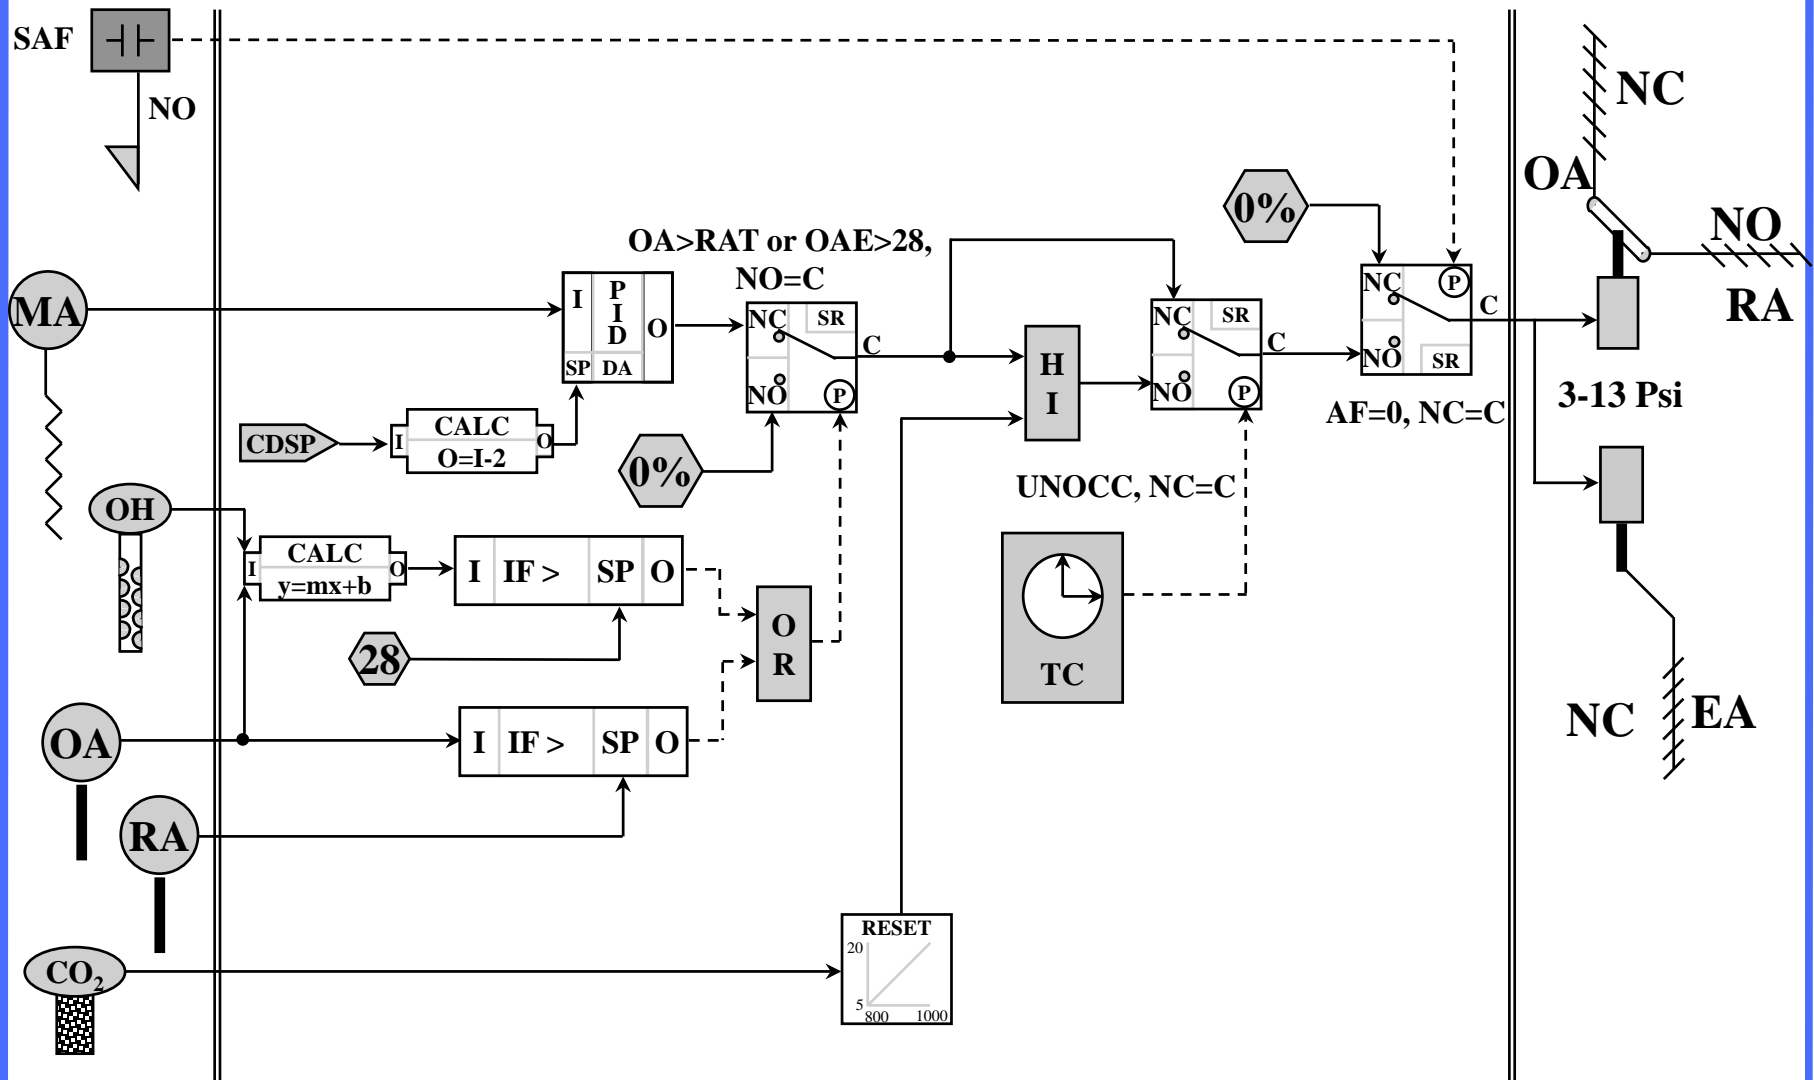 SAF
NO
NC
OA
NO
RA
0%
OA>RAT or OAE>28,
NO=C
MA
I
P
I
D
O
SP
DA
NC
SR
C
NO
P
NC
SR
C
NO
P
NC
P
C
NO
SR
H
I
3-13 Psi
AF=0, NC=C
CDSP
I
CALC
O
O=I-2
0%
UNOCC, NC=C
OH
CALC
I
O
y=mx+b
I
IF >
SP
O
O
R
28
TC
OA
I
IF >
SP
O
NC
EA
RA
CO2
RESET
20
5
800
1000